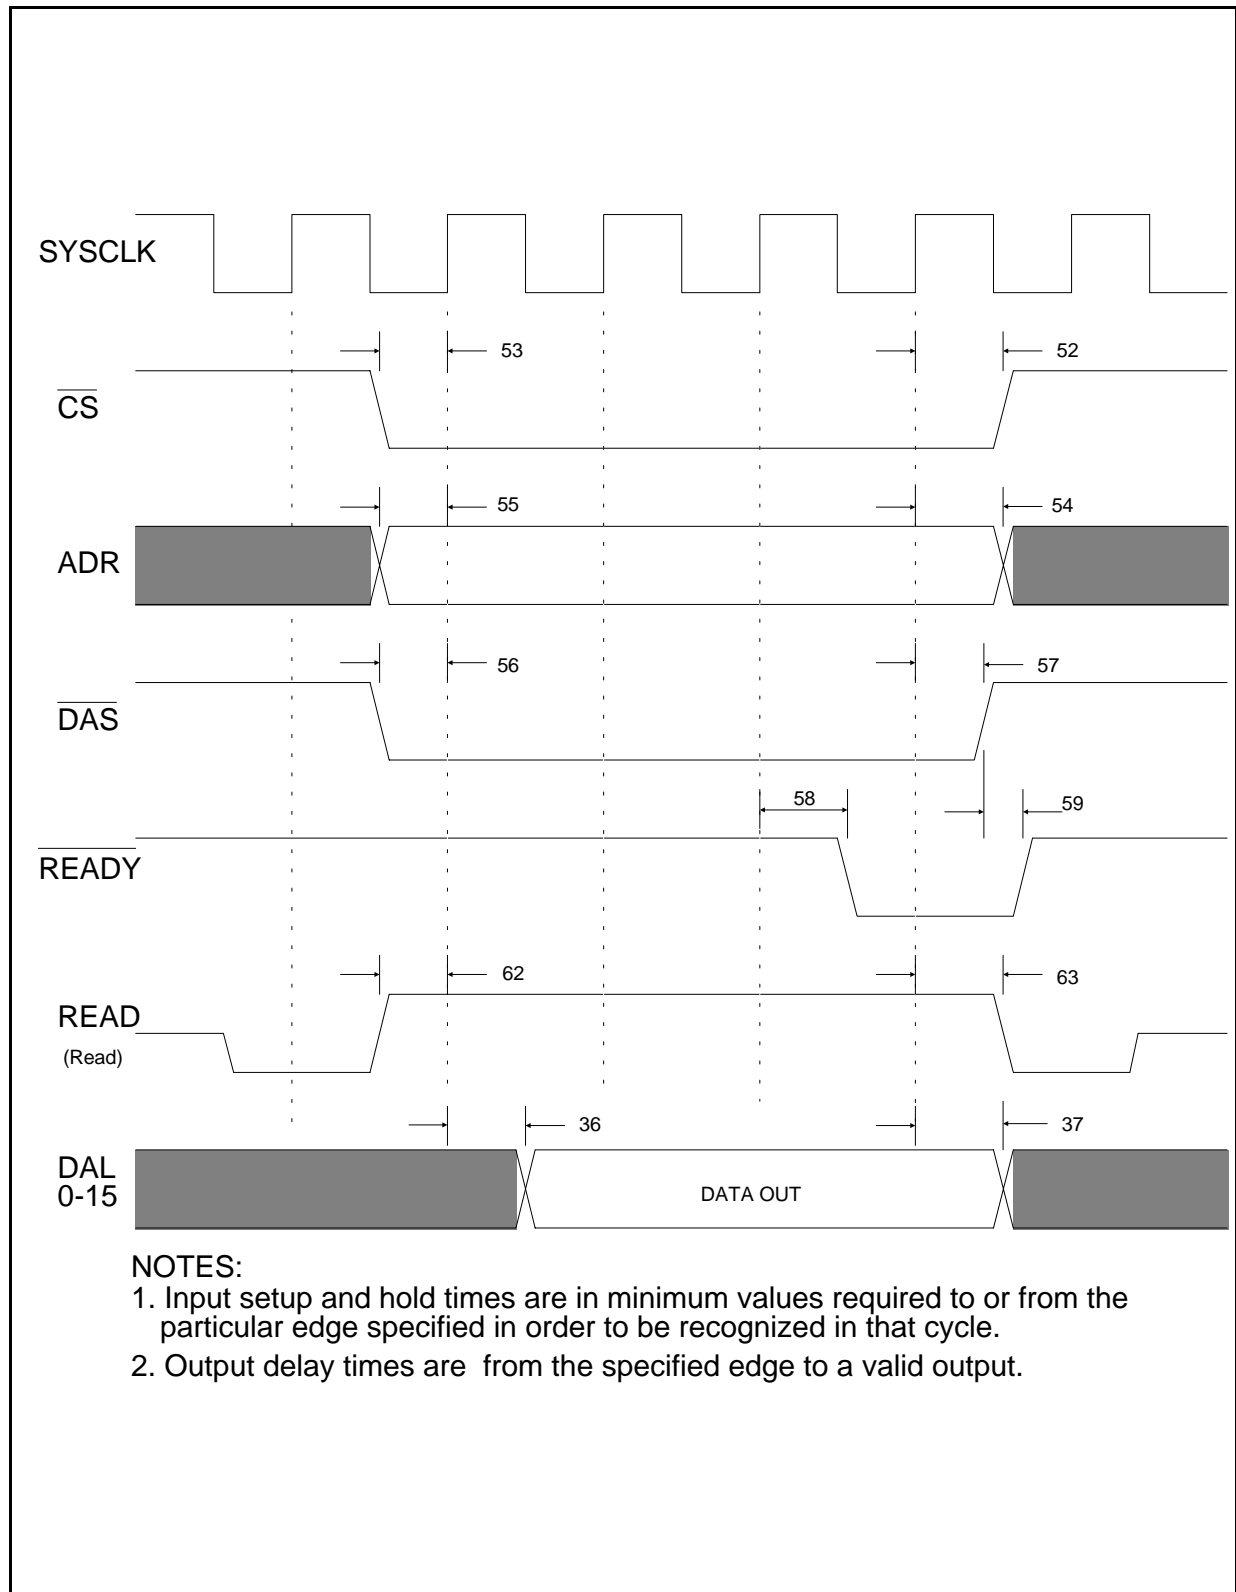 SYSCLK
53
52
CS
55
54
ADR
56
57
DAS
58
59
READY
62
63
READ
(Read)
36
37
DAL
0-15
DATA OUT
NOTES:
1. Input setup and hold times are in minimum values required to or from the
particular edge specified in order to be recognized in that cycle.
2. Output delay times are  from the specified edge to a valid output.